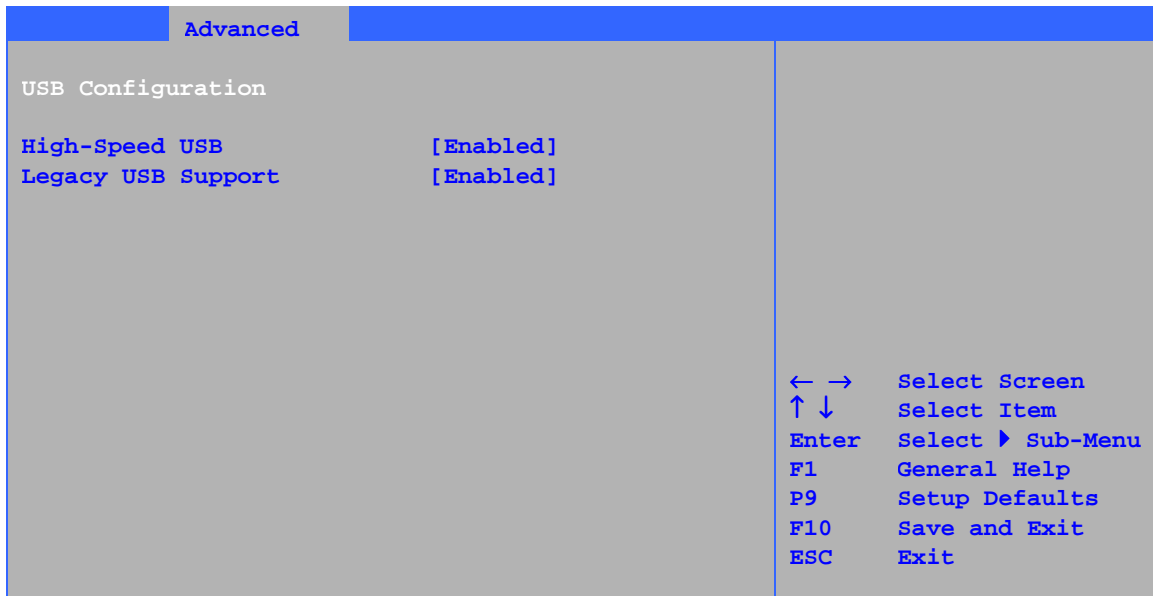 Advanced
USB Configuration
High-Speed USB [Enabled]
Legacy USB Support [Enabled]
← → Select Screen
↑ ↓ Select Item
Enter Select ▶ Sub-Menu
F1 General Help
P9 Setup Defaults
F10 Save and Exit
ESC Exit